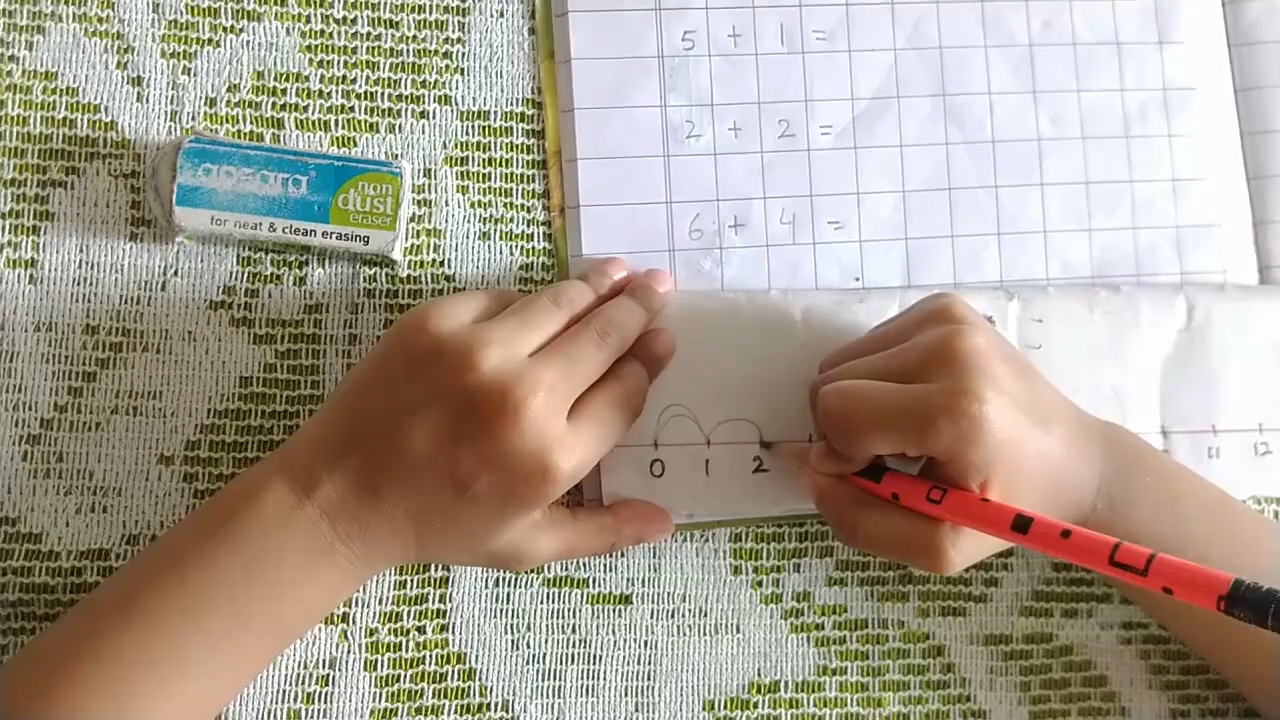 5 + 1 =
2 + 2 =
6 + 4 =
apsara
non
dust
eraser
for neat & clean erasing
0 1 2 11 12